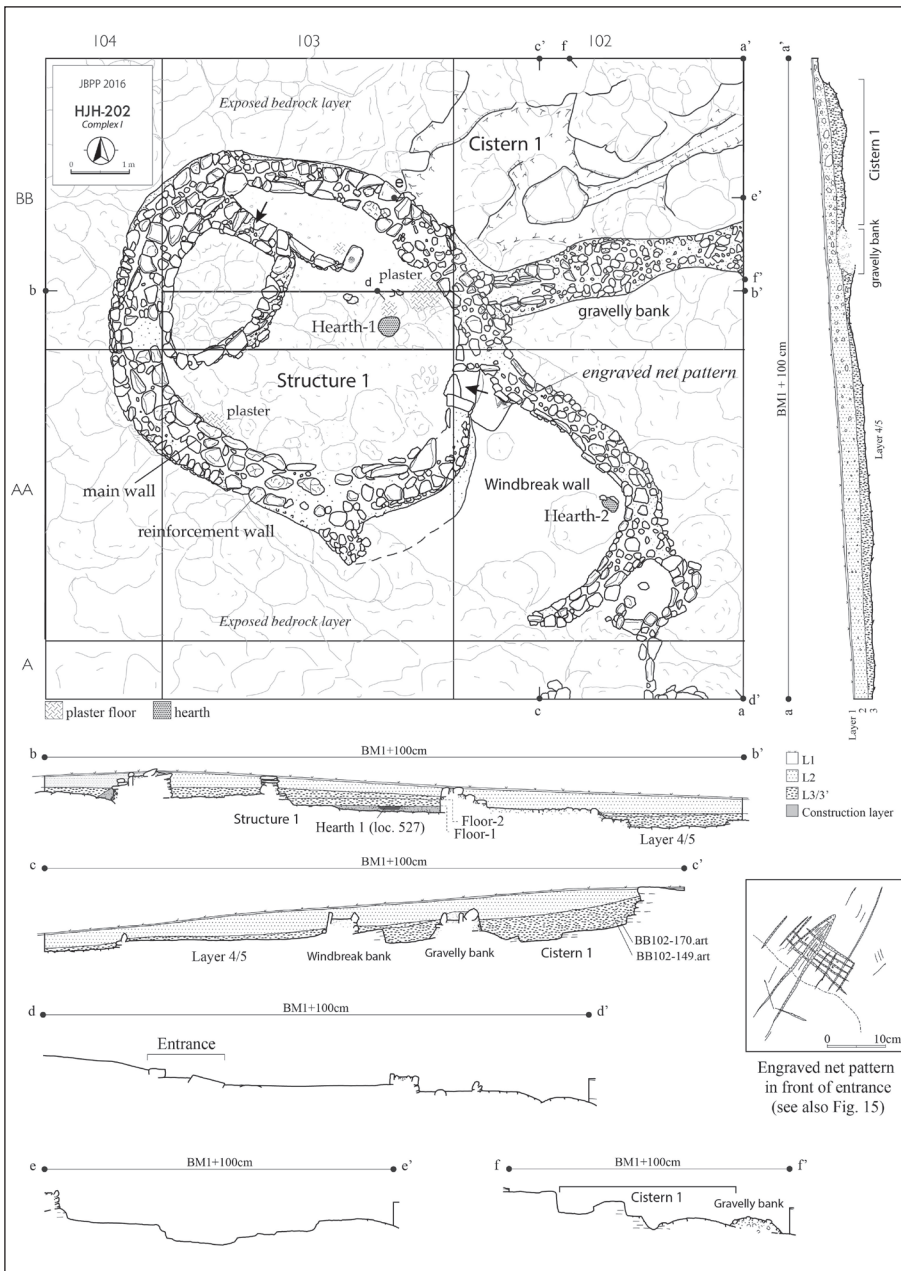 104
103
102
c'
f
a'
a'
JBPP 2016
HJH-202
Complex I
0 1 m
Exposed bedrock layer
Cistern 1
Cistern 1
BB
e
e'
gravelly bank
plaster
f'
b
d
b'
gravelly bank
Hearth-1
engraved net pattern
Structure 1
BM1 + 100 cm
plaster
Layer 4/5
main wall
Windbreak wall
AA
reinforcement wall
Hearth-2
Exposed bedrock layer
A
d'
c
a
a
Layer 1
2
3
plaster floor
hearth
b
BM1+100cm
b'
L1
L2
L3/3'
Construction layer
Structure 1
Hearth 1 (loc. 527)
Floor-2
Floor-1
Layer 4/5
c
BM1+100cm
c'
Layer 4/5
Windbreak bank
Gravelly bank
Cistern 1
BB102-170.art
BB102-149.art
d
BM1+100cm
d'
Entrance
0 10cm
Engraved net pattern
in front of entrance
(see also Fig. 15)
e
BM1+100cm
e'
f
BM1+100cm
f'
Cistern 1
Gravelly bank